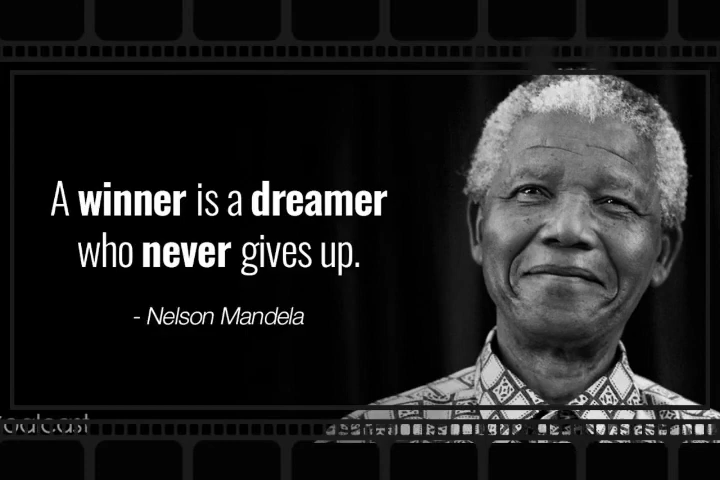 A winner is a dreamer
who never gives up.
- Nelson Mandela